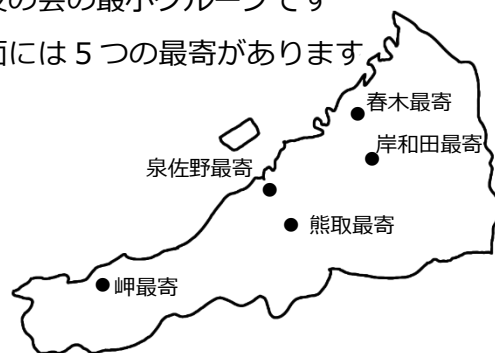 の会の最小グループです
面には５つの最寄があります
春木最寄
岸和田最寄
泉佐野最寄
熊取最寄
岬最寄